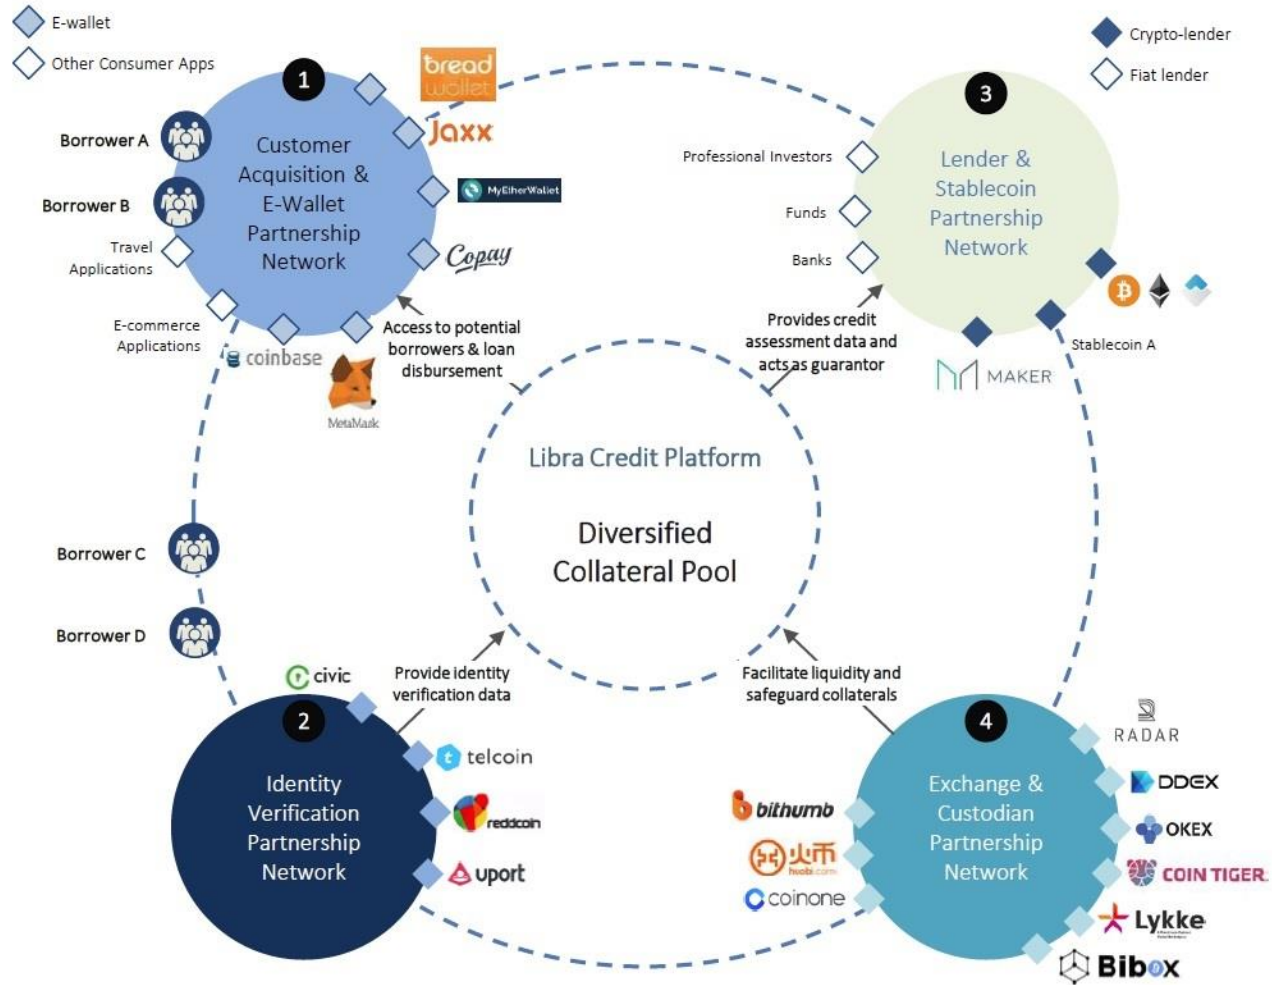 E-wallet
Other Consumer Apps
Crypto-lender
Fiat lender
1
Customer
Acquisition &
E-Wallet
Partnership
Network
Borrower A
Borrower B
Travel
Applications
E-commerce
Applications
bread
wallet
Jaxx
MyEtherWallet
Copay
coinbase
MetaMask
Access to potential
borrowers & loan
disbursement
3
Lender &
Stablecoin
Partnership
Network
Professional Investors
Funds
Banks
Stablecoin A
MAKER
Provides credit
assessment data and
acts as guarantor
Libra Credit Platform
Diversified
Collateral Pool
Borrower C
Borrower D
civic
Provide identity
verification data
2
Identity
Verification
Partnership
Network
telcoin
reddcoin
uport
Facilitate liquidity and
safeguard collaterals
4
Exchange &
Custodian
Partnership
Network
bithumb
火币
huobi.com
coinone
RADAR
DDEX
OKEX
COIN TIGER
Lykke
Bibox